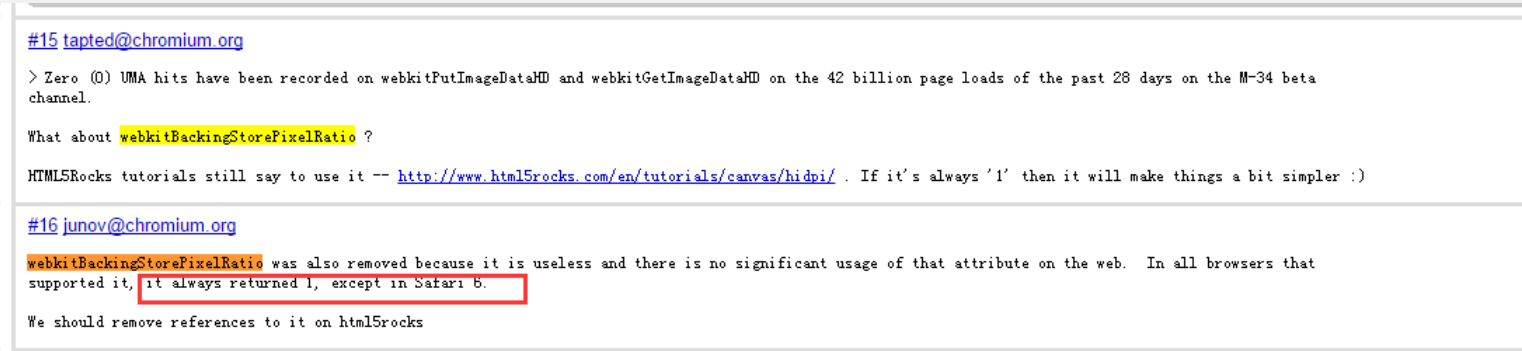 #15 tapted@chromium.org
> Zero (0) UMA hits have been recorded on webkitPutImageDataHD and webkitGetImageDataHD on the 42 billion page loads of the past 28 days on the M-34 beta
channel.
What about webkitBackingStorePixelRatio ?
HTML5Rocks tutorials still say to use it -- http://www.html5rocks.com/en/tutorials/canvas/hidpi/ . If it's always '1' then it will make things a bit simpler :)
#16 junov@chromium.org
webkitBackingStorePixelRatio was also removed because it is useless and there is no significant usage of that attribute on the web. In all browsers that
supported it, it always returned 1, except in Safari 6.
We should remove references to it on html5rocks